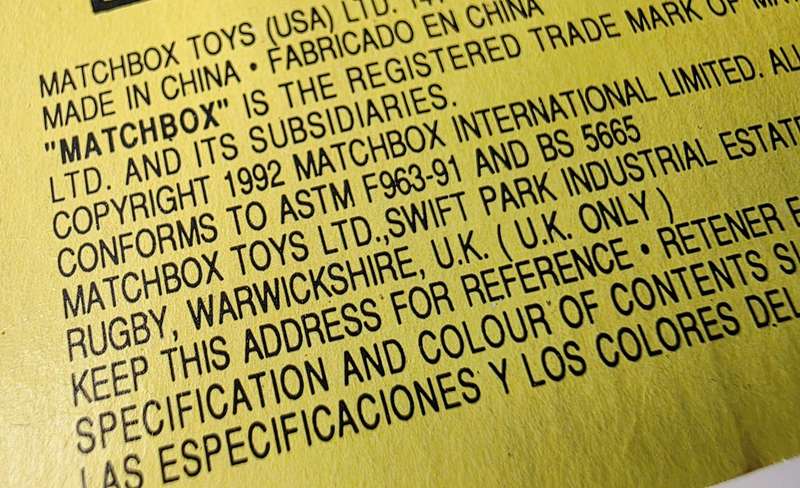 MATCHBOX TOYS (USA) LTD.
MADE IN CHINA • FABRICADO EN CHINA
"MATCHBOX" IS THE REGISTERED TRADE MARK OF
LTD. AND ITS SUBSIDIARIES.
COPYRIGHT 1992 MATCHBOX INTERNATIONAL LIMITED. ALL
CONFORMS TO ASTM F963-91 AND BS 5665
MATCHBOX TOYS LTD.,SWIFT PARK INDUSTRIAL ESTATE
RUGBY, WARWICKSHIRE, U.K. ( U.K. ONLY )
KEEP THIS ADDRESS FOR REFERENCE • RETENER
SPECIFICATION AND COLOUR OF CONTENTS
LAS ESPECIFICACIONES Y LOS COLORES DEL